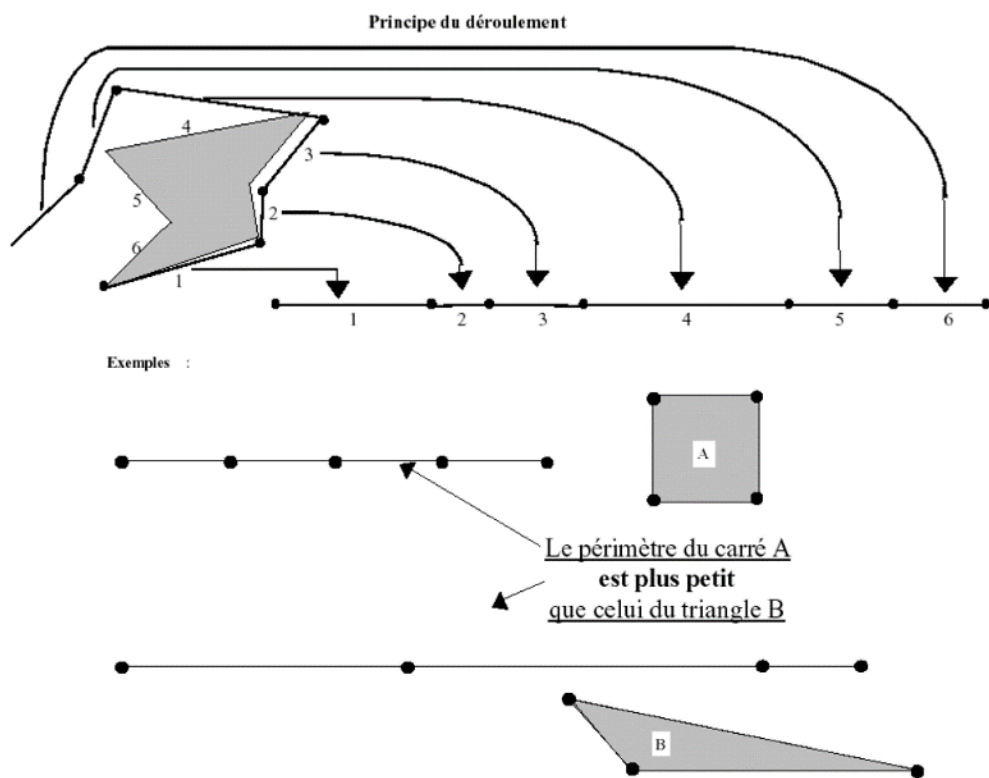 Principe du déroulement
4
3
5
2
6
1
1 2 3 4 5 6
Exemples :
A
Le périmètre du carré A
est plus petit
que celui du triangle B
B